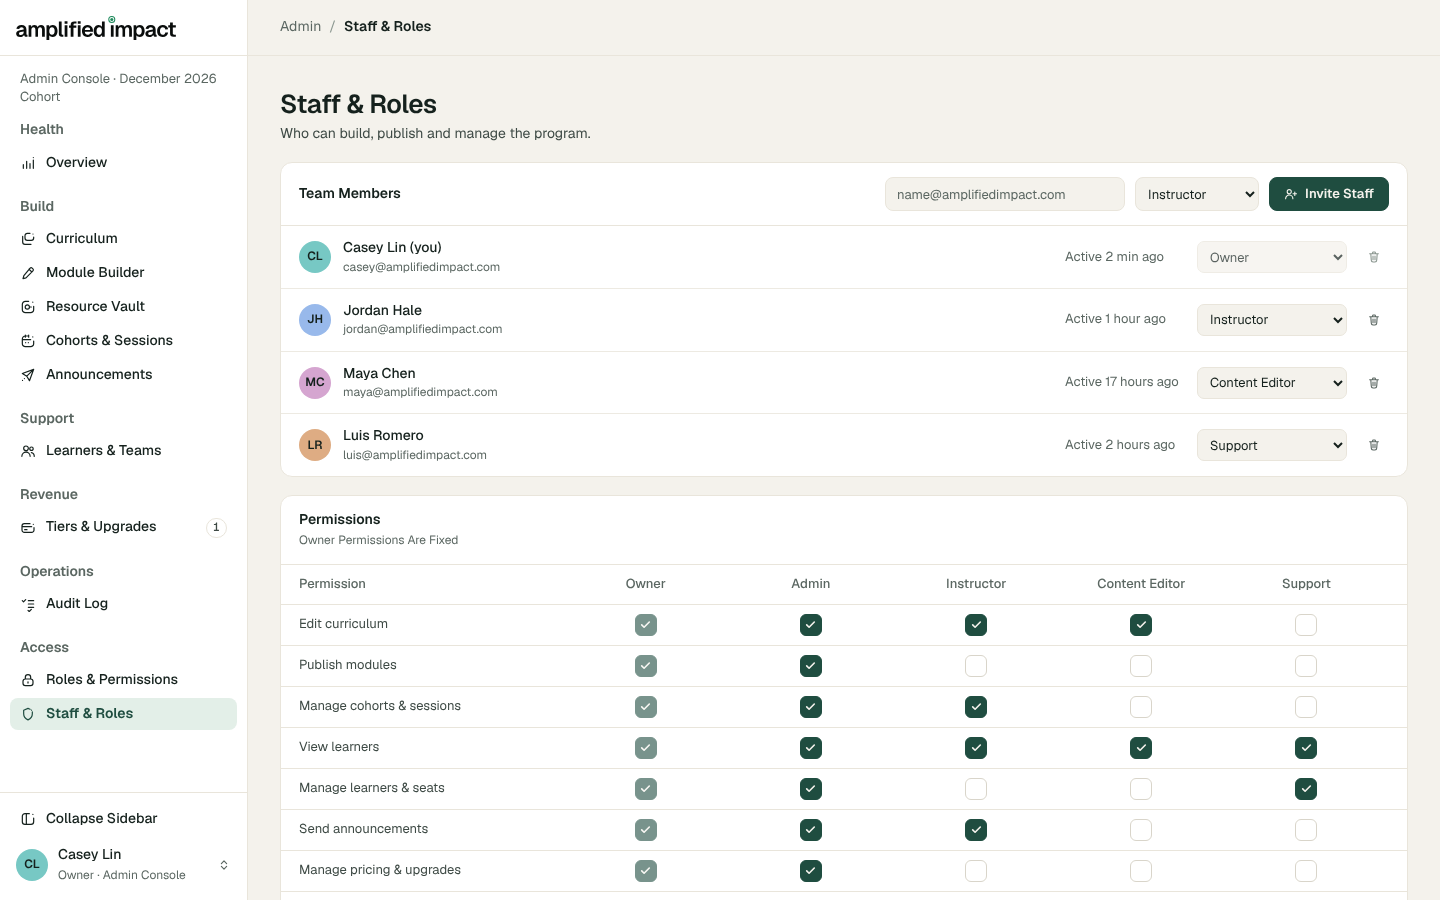 amplified impact
Admin / Staff & Roles
Admin Console · December 2026
Cohort
Health
Overview
Build
Curriculum
Module Builder
Resource Vault
Cohorts & Sessions
Announcements
Support
Learners & Teams
Revenue
Tiers & Upgrades 1
Operations
Audit Log
Access
Roles & Permissions
Staff & Roles
Collapse Sidebar
CL
Casey Lin
Owner · Admin Console
Staff & Roles
Who can build, publish and manage the program.
Team Members name@amplifiedimpact.com Instructor Invite Staff
CL Casey Lin (you) Active 2 min ago Owner
casey@amplifiedimpact.com
JH Jordan Hale Active 1 hour ago Instructor
jordan@amplifiedimpact.com
MC Maya Chen Active 17 hours ago Content Editor
maya@amplifiedimpact.com
LR Luis Romero Active 2 hours ago Support
luis@amplifiedimpact.com
Permissions
Owner Permissions Are Fixed
Permission Owner Admin Instructor Content Editor Support
Edit curriculum
Publish modules
Manage cohorts & sessions
View learners
Manage learners & seats
Send announcements
Manage pricing & upgrades